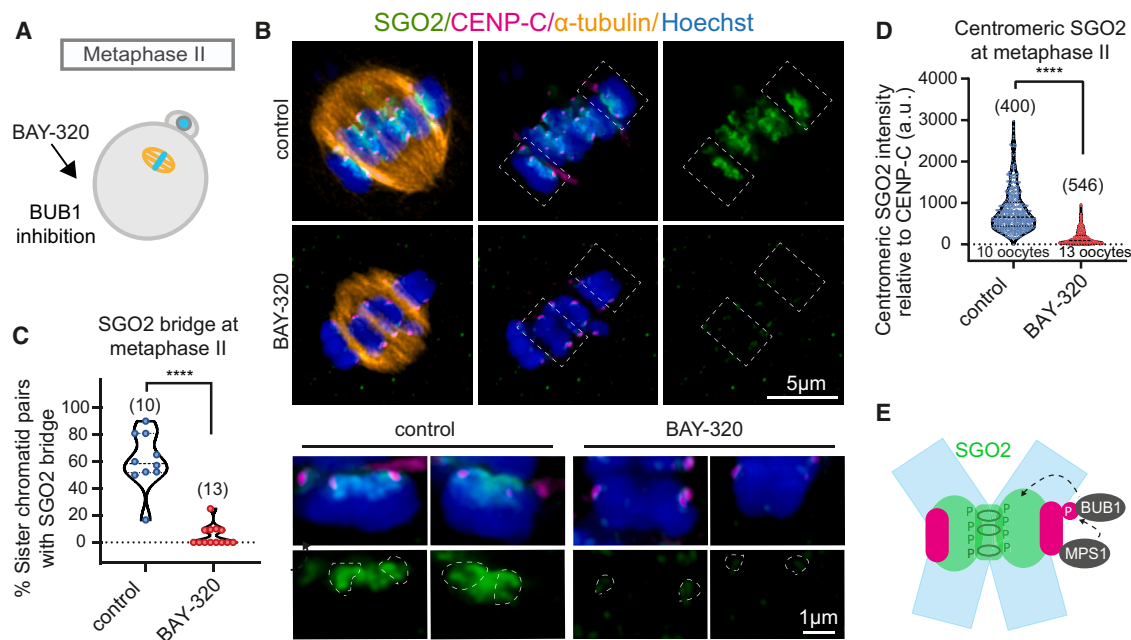 A
Metaphase II
BAY-320
BUB1
inhibition
B
SGO2/CENP-C/α-tubulin/Hoechst
control
BAY-320
5µm
control
BAY-320
1µm
C
SGO2 bridge at
metaphase II
****
% Sister chromatid pairs
with SGO2 bridge
100
80
60
40
20
0
(10)
(13)
control
BAY-320
D
Centromeric SGO2
at metaphase II
****
Centromeric SGO2 intensity
relative to CENP-C (a.u.)
4000
3000
2000
1000
0
(400)
(546)
10 oocytes
13 oocytes
control
BAY-320
E
SGO2
P
P
P
P
P
P
P
P
P
BUB1
MPS1